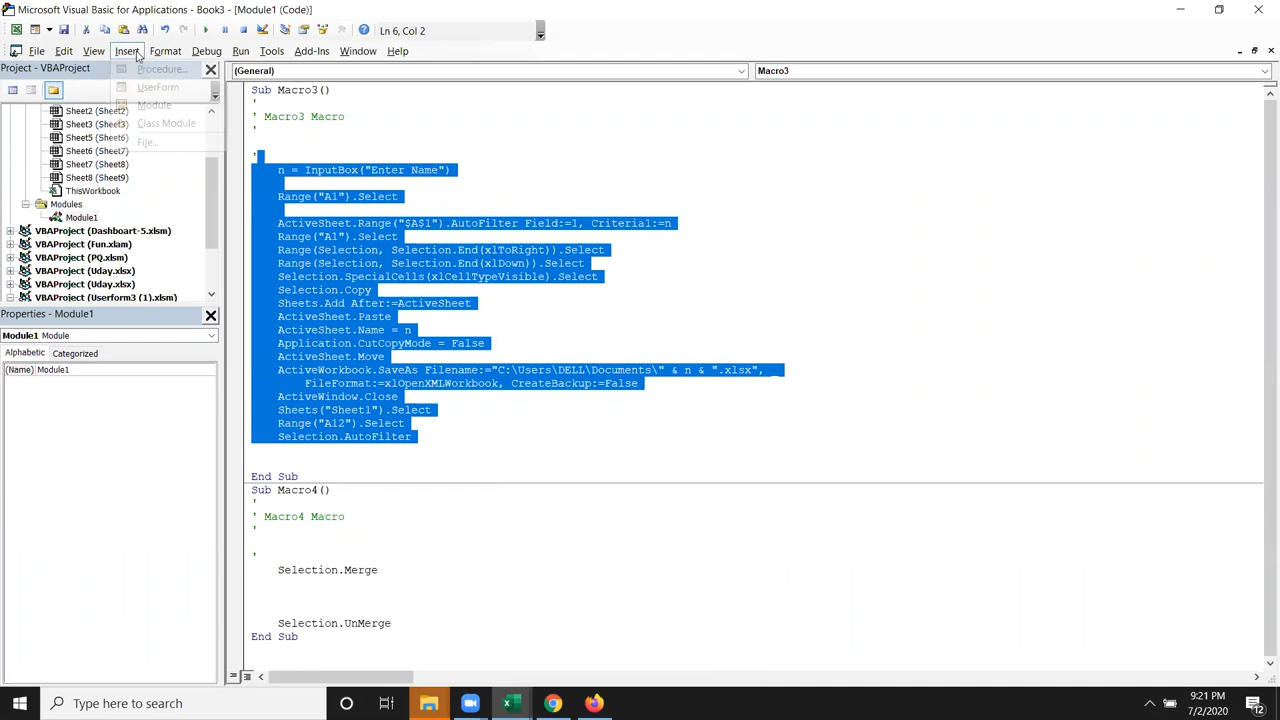 Microsoft Visual Basic for Applications - Book3 - [Module1 (Code)]
Ln 6, Col 2
File Edit View Insert Format Debug Run Tools Add-Ins Window Help
Project - VBAProject
(General)
Macro3
Procedure...
UserForm
Module
Class Module
File...
Sheet2 (Sheet2)
Sheet3 (Sheet3)
Sheet5 (Sheet6)
Sheet6 (Sheet7)
Sheet7 (Sheet8)
Sheet8 (Sheet9)
ThisWorkbook
Modules
Module1
VBAProject (Dashboart-5.xlsm)
VBAProject (Fun.xlam)
VBAProject (PQ.xlsm)
VBAProject (Uday.xlsx)
VBAProject (Uday.xlsx)
VBAProject (Userform3 (1).xlsm)
Properties - Module1
Module1 Module
Alphabetic Categorized
(Name) Module1
Sub Macro3()
'
' Macro3 Macro
'
'
n = InputBox("Enter Name")
Range("A1").Select
ActiveSheet.Range("$A$1").AutoFilter Field:=1, Criteria1:=n
Range("A1").Select
Range(Selection, Selection.End(xlToRight)).Select
Range(Selection, Selection.End(xlDown)).Select
Selection.SpecialCells(xlCellTypeVisible).Select
Selection.Copy
Sheets.Add After:=ActiveSheet
ActiveSheet.Paste
ActiveSheet.Name = n
Application.CutCopyMode = False
ActiveSheet.Move
ActiveWorkbook.SaveAs Filename:="C:\Users\DELL\Documents\" & n & ".xlsx", _
FileFormat:=xlOpenXMLWorkbook, CreateBackup:=False
ActiveWindow.Close
Sheets("Sheet1").Select
Range("A12").Select
Selection.AutoFilter
End Sub
Sub Macro4()
'
' Macro4 Macro
'
'
Selection.Merge
Selection.UnMerge
End Sub
Type here to search
9:21 PM
7/2/2020
12